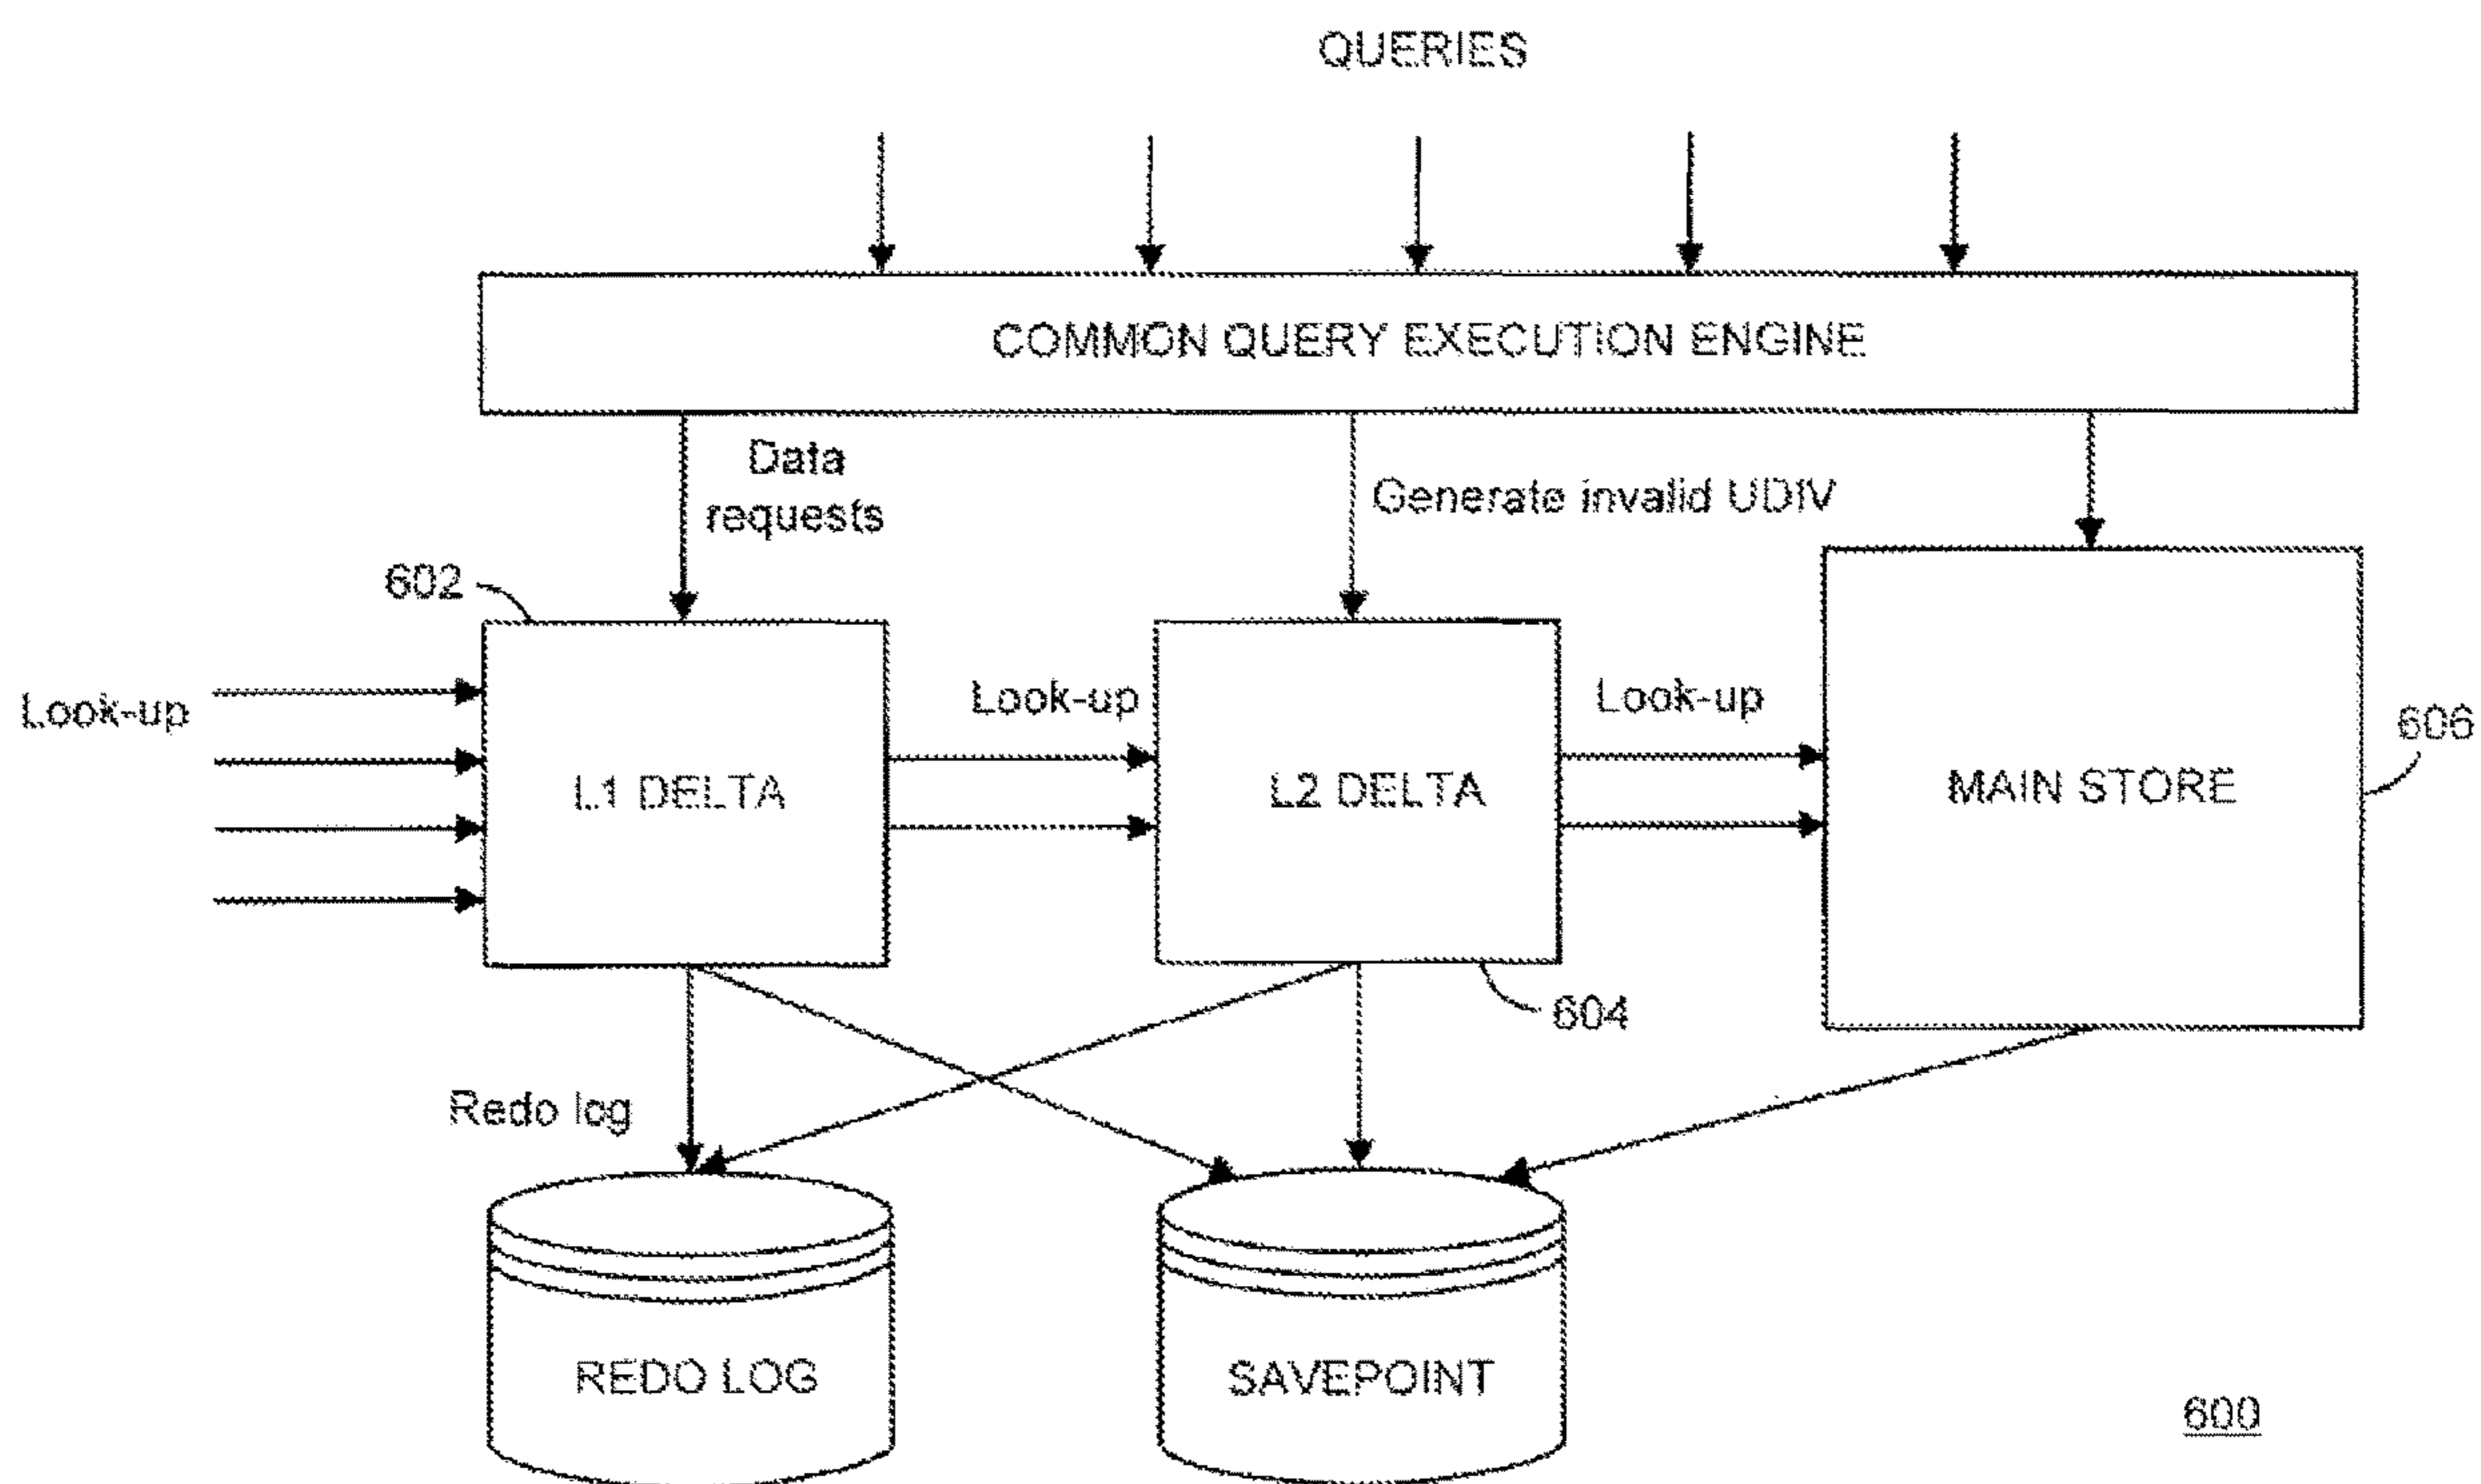 QUERIES
COMMON QUERY EXECUTION ENGINE
Data
requests
Generate invalid UDIV
602
Look-up
Look-up
Look-up
606
L1 DELTA
L2 DELTA
MAIN STORE
604
Redo log
REDO LOG
SAVEPOINT
600